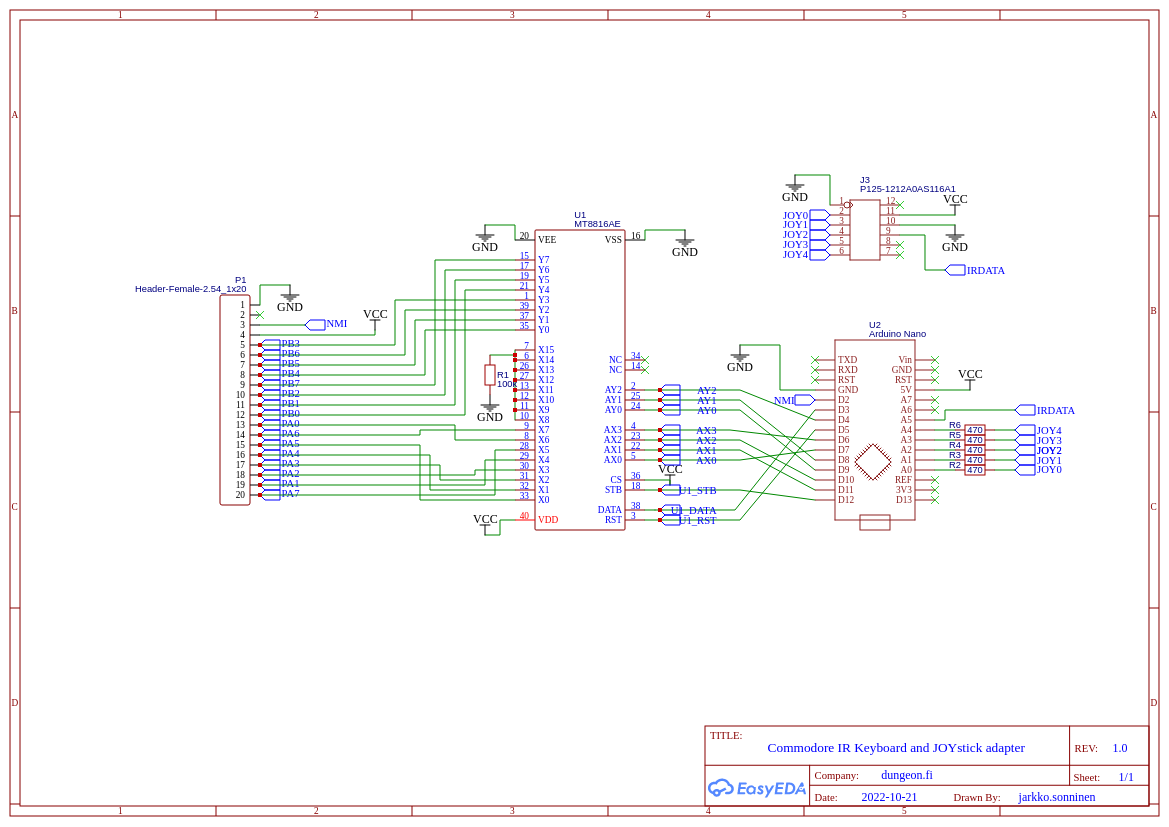 1 2 3 4 5
A A
B B
C C
D D
J3
P125-1212A0AS116A1
GND
VCC
GND
JOY0
JOY1
JOY2
JOY3
JOY4
1
2
3
4
5
6
12
11
10
9
8
7
IRDATA
U1
MT8816AE
GND
GND
20 VEE
VSS 16
15 Y7
17 Y6
19 Y5
21 Y4
1 Y3
39 Y2
37 Y1
35 Y0
7 X15
6 X14
26 X13
27 X12
13 X11
12 X10
11 X9
10 X8
9 X7
8 X6
28 X5
29 X4
30 X3
31 X2
32 X1
33 X0
40 VDD
VCC
NC 34
NC 14
AY2 2 AY2
AY1 25 AY1
AY0 24 AY0
AX3 4 AX3
AX2 23 AX2
AX1 22 AX1
AX0 5 AX0
VCC
CS 36
STB 18 U1_STB
DATA 38 U1_DATA
RST 3 U1_RST
R1
100k
GND
P1
Header-Female-2.54_1x20
GND
VCC
1
2
3 NMI
4
5 PB3
6 PB6
7 PB5
8 PB4
9 PB7
10 PB2
11 PB1
12 PB0
13 PA0
14 PA6
15 PA5
16 PA4
17 PA3
18 PA2
19 PA1
20 PA7
U2
Arduino Nano
GND
VCC
NMI
TXD Vin
RXD GND
RST RST
GND 5V
D2 A7
D3 A6
D4 A5
D5 A4
D6 A3
D7 A2
D8 A1
D9 A0
D10 REF
D11 3V3
D12 D13
IRDATA
R6 470 JOY4
R5 470 JOY3
R4 470 JOY2
R3 470 JOY1
R2 470 JOY0
TITLE:
Commodore IR Keyboard and JOYstick adapter
REV: 1.0
EasyEDA
Company: dungeon.fi
Sheet: 1/1
Date: 2022-10-21 Drawn By: jarkko.sonninen
1 2 3 4 5